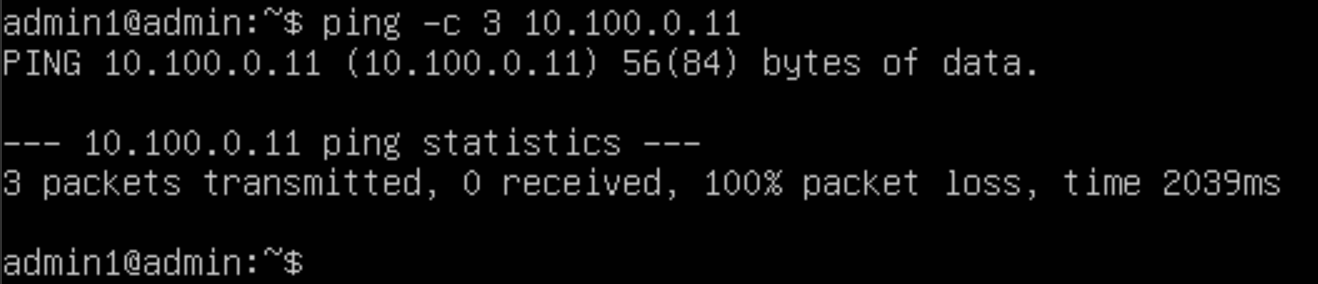 admin1@admin:~$ ping -c 3 10.100.0.11
PING 10.100.0.11 (10.100.0.11) 56(84) bytes of data.
--- 10.100.0.11 ping statistics ---
3 packets transmitted, 0 received, 100% packet loss, time 2039ms
admin1@admin:~$